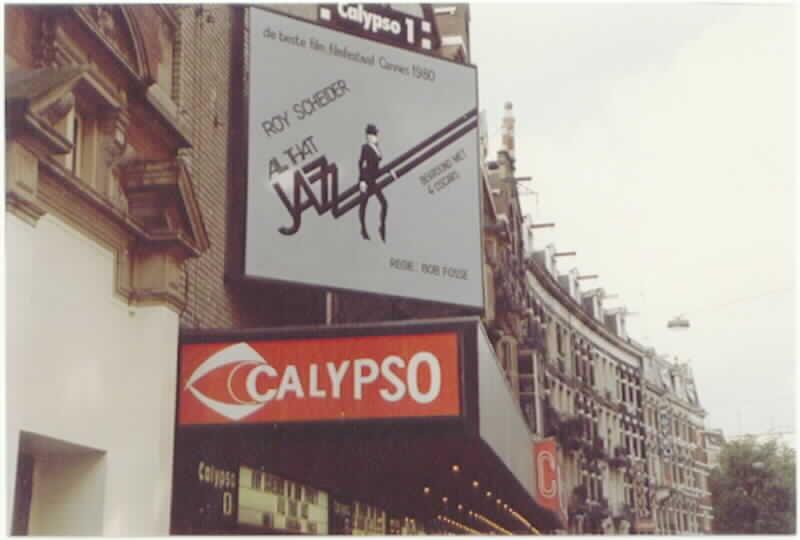 Calypso 1
de beste film filmfestival Cannes 1980
ROY SCHEIDER
ALL THAT
JAZZ
BEKROOND MET
4 OSCARS
REGIE: BOB FOSSE
CALYPSO
C
Calypso